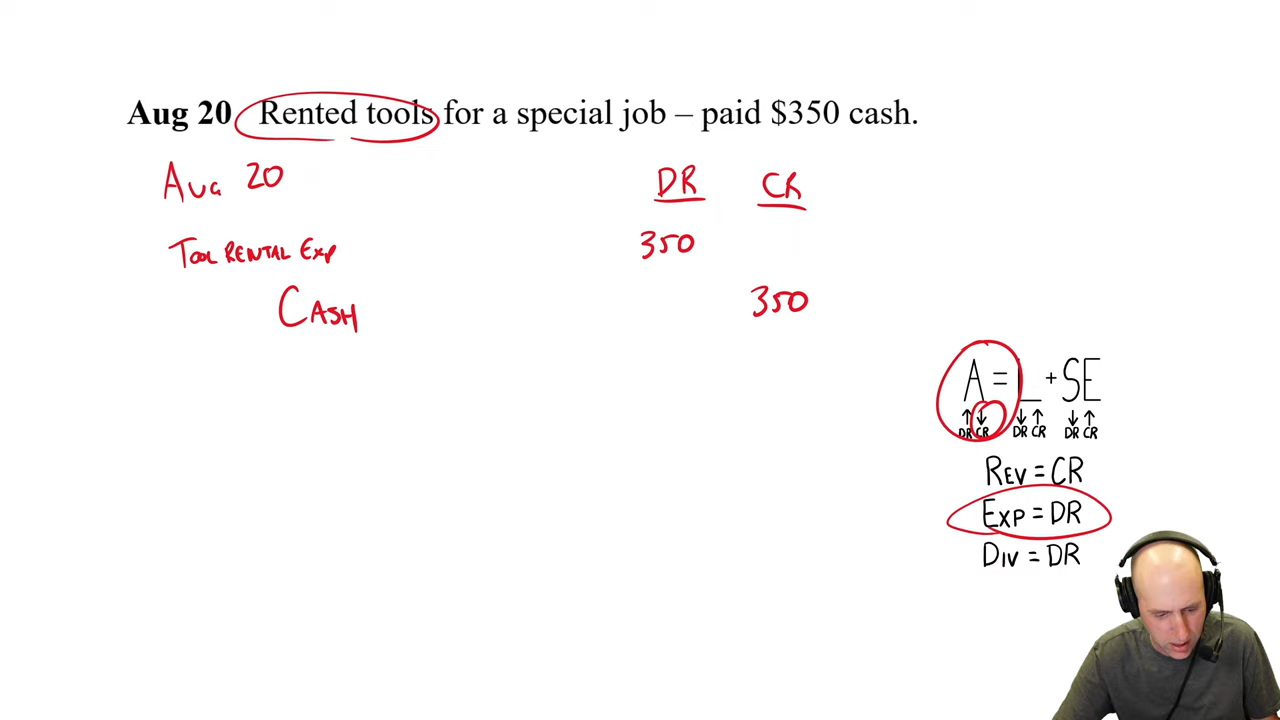 Aug 20 Rented tools for a special job – paid $350 cash.
Aug 20 DR CR
TOOL RENTAL EXP 350
CASH 350
A = L + SE
↑ ↓ ↓ ↑ ↓ ↑
DR CR DR CR DR CR
REV = CR
EXP = DR
DIV = DR